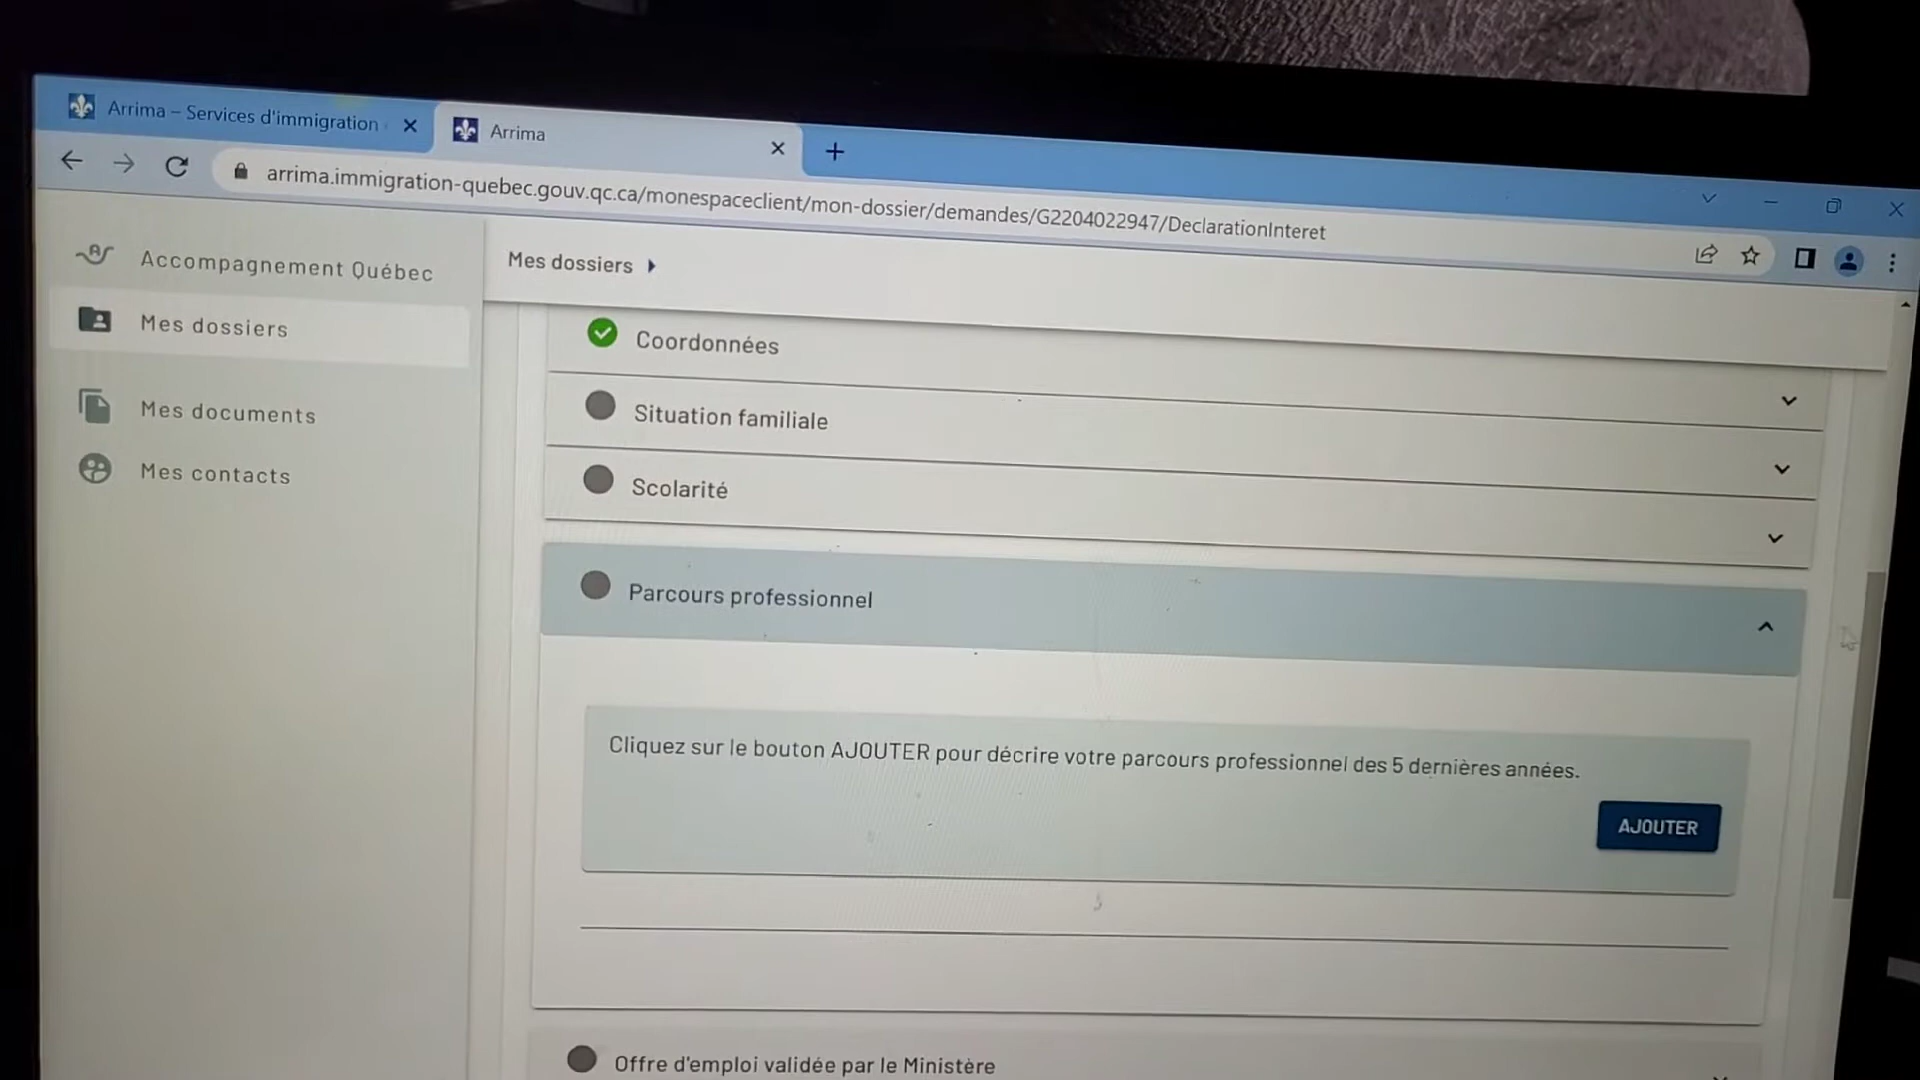 Arrima – Services d'immigration
Arrima
arrima.immigration-quebec.gouv.qc.ca/monespaceclient/mon-dossier/demandes/G2204022947/DeclarationInteret
Accompagnement Québec
Mes dossiers
Mes documents
Mes contacts
Mes dossiers
Coordonnées
Situation familiale
Scolarité
Parcours professionnel
Cliquez sur le bouton AJOUTER pour décrire votre parcours professionnel des 5 dernières années.
AJOUTER
Offre d'emploi validée par le Ministère